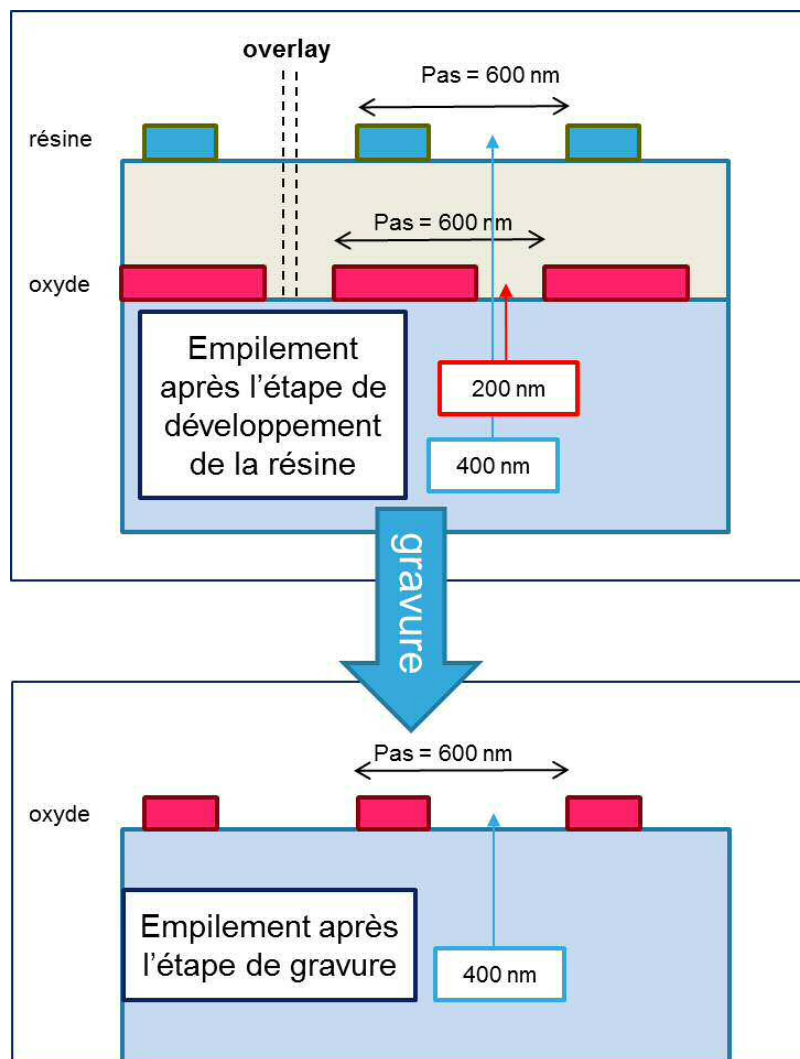 overlay
Pas = 600 nm
résine
Pas = 600 nm
oxyde
Empilement
après l’étape de
développement
de la résine
200 nm
400 nm
gravure
Pas = 600 nm
oxyde
Empilement après
l’étape de gravure
400 nm